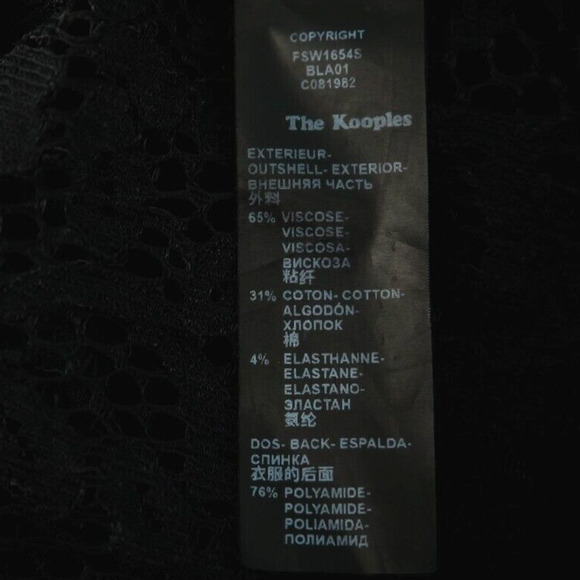 COPYRIGHT
FSW1654S
BLA01
C081982
The Kooples
EXTERIEUR-
OUTSHELL- EXTERIOR-
ВНЕШНЯЯ ЧАСТЬ
外料
65% VISCOSE-
VISCOSE-
VISCOSA-
ВИСКОЗА
粘纤
31% COTON- COTTON-
ALGODÓN-
ХЛОПОК
棉
4% ELASTHANNE-
ELASTANE-
ELASTANO-
ЭЛАСТАН
氨纶
DOS- BACK- ESPALDA-
СПИНКА
衣服的后面
76% POLYAMIDE-
POLYAMIDE-
POLIAMIDA-
ПОЛИАМИД